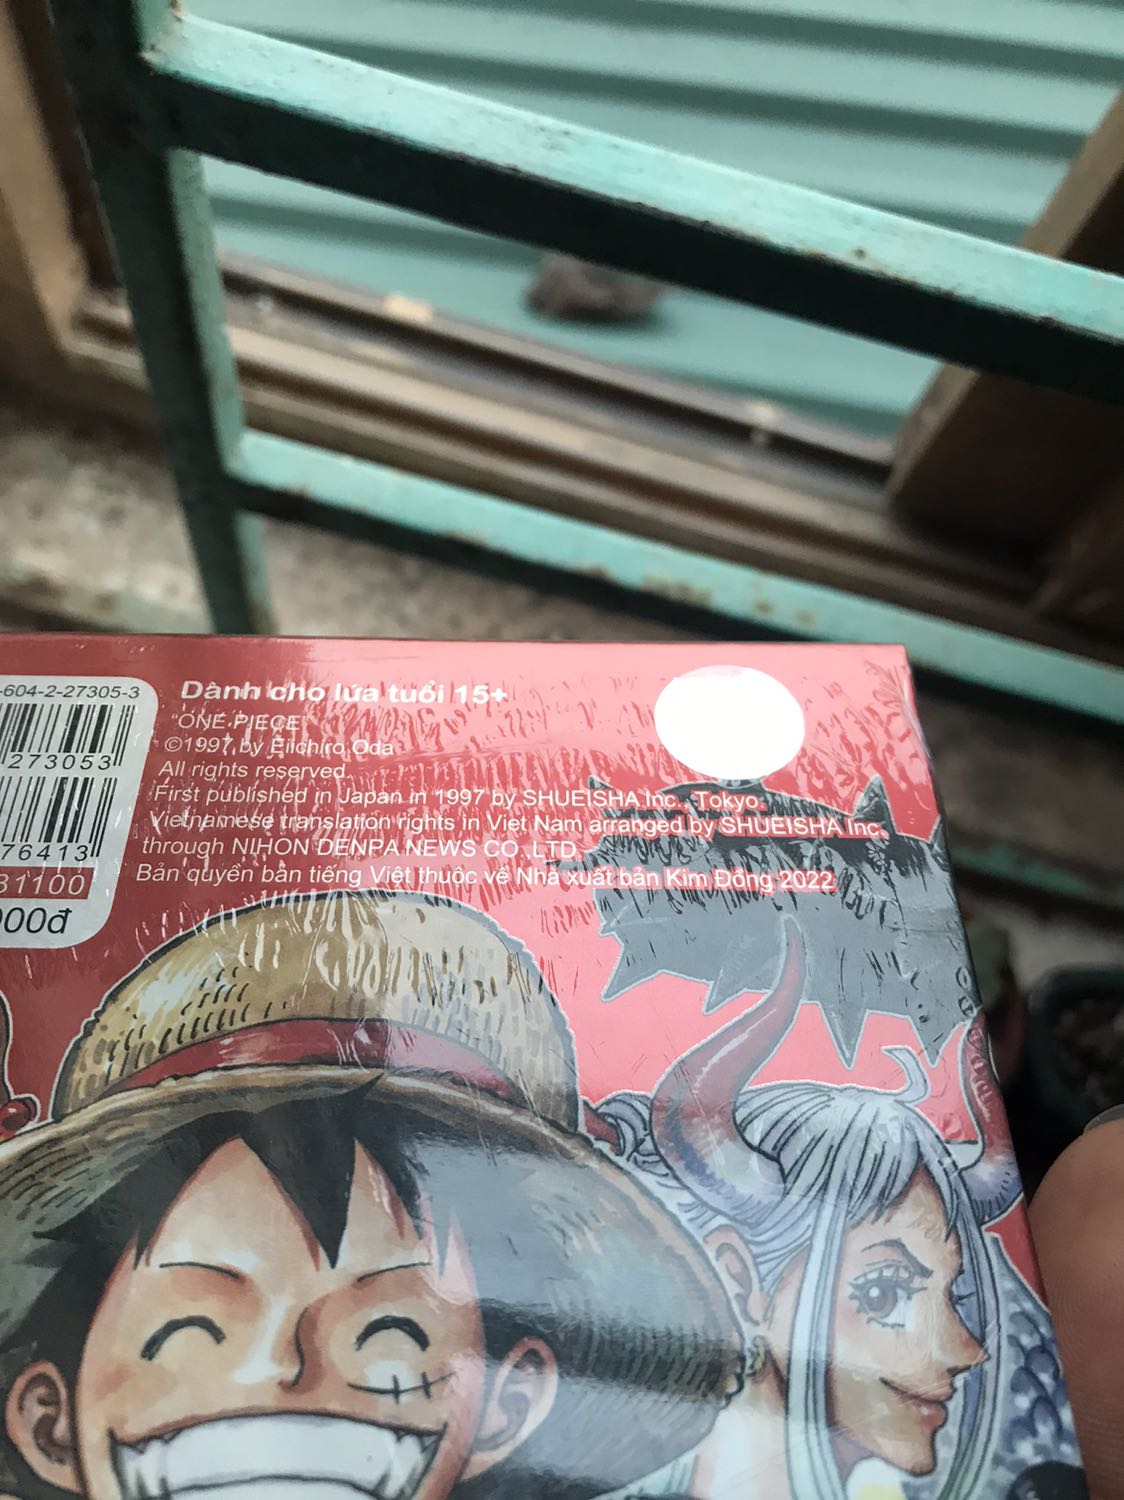 -604-2-27305-3
273053
76413
31100
000đ
Dành cho lứa tuổi 15+
"ONE PIECE"
©1997 by Eiichiro Oda
All rights reserved.
First published in Japan in 1997 by SHUEISHA Inc., Tokyo.
Vietnamese translation rights in Viet Nam arranged by SHUEISHA Inc.
through NIHON DENPA NEWS CO.,LTD.
Bản quyền bản tiếng Việt thuộc về Nhà xuất bản Kim Đồng 2022